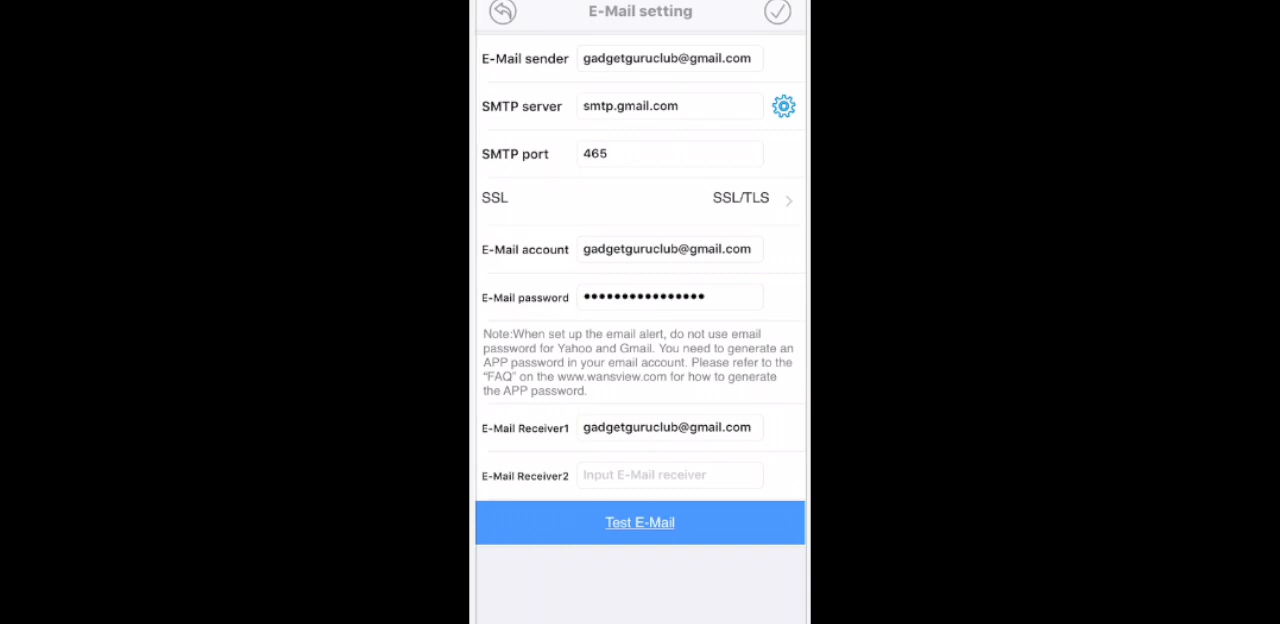 E-Mail setting
E-Mail sender gadgetguruclub@gmail.com
SMTP server smtp.gmail.com
SMTP port 465
SSL SSL/TLS
E-Mail account gadgetguruclub@gmail.com
E-Mail password ••••••••••••••••
Note:When set up the email alert, do not use email
password for Yahoo and Gmail. You need to generate an
APP password in your email account. Please refer to the
“FAQ” on the www.wansview.com for how to generate
the APP password.
E-Mail Receiver1 gadgetguruclub@gmail.com
E-Mail Receiver2 Input E-Mail receiver
Test E-Mail